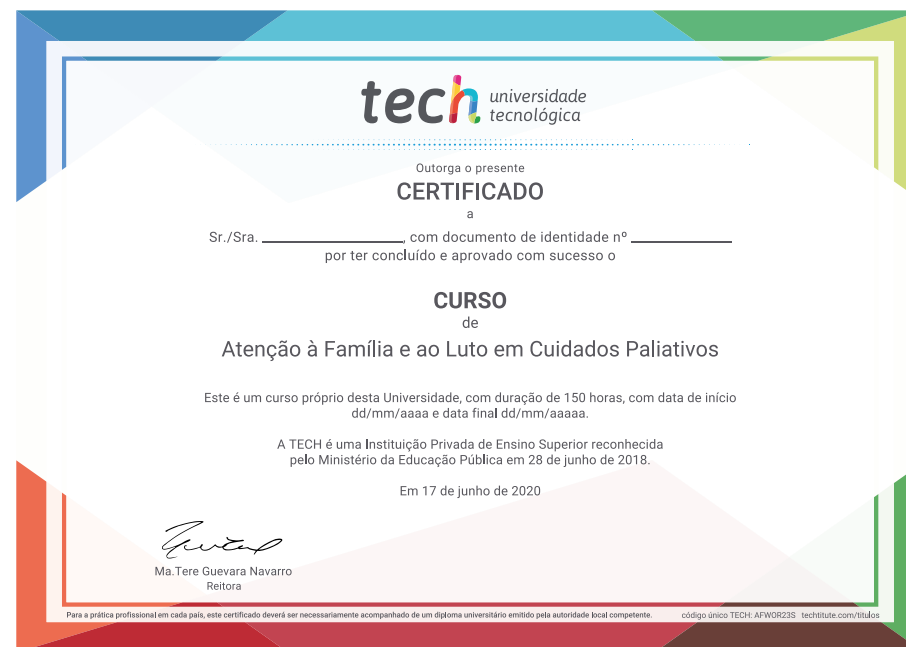 tech universidade
tecnológica
Outorga o presente
CERTIFICADO
a
Sr./Sra. ____________________, com documento de identidade nº ______________
por ter concluído e aprovado com sucesso o
CURSO
de
Atenção à Família e ao Luto em Cuidados Paliativos
Este é um curso próprio desta Universidade, com duração de 150 horas, com data de início
dd/mm/aaaa e data final dd/mm/aaaaa.
A TECH é uma Instituição Privada de Ensino Superior reconhecida
pelo Ministério da Educação Pública em 28 de junho de 2018.
Em 17 de junho de 2020
Ma.Tere Guevara Navarro
Reitora
Para a prática profissional em cada país, este certificado deverá ser necessariamente acompanhado de um diploma universitário emitido pela autoridade local competente. código único TECH: AFWOR23S techtitute.com/titulos